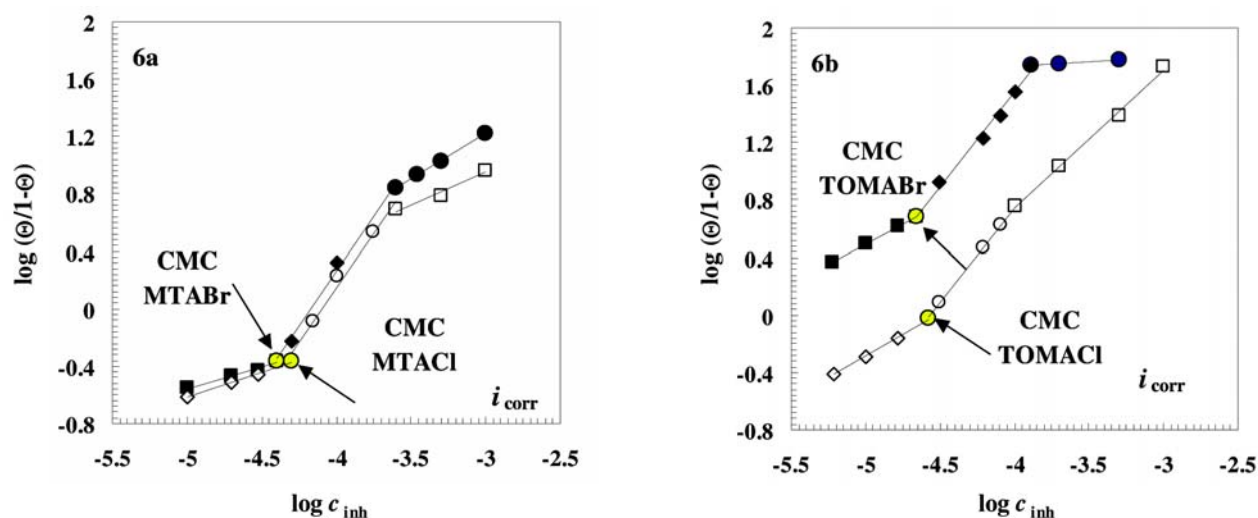 6a
2
1.6
1.2
0.8
0.4
0
-0.4
-0.8
log (Θ/1-Θ)
CMC
MTABr
CMC
MTACl
i corr
-5.5 -5 -4.5 -4 -3.5 -3 -2.5
log c inh
6b
2
1.6
1.2
0.8
0.4
0
-0.4
-0.8
log (Θ/1-Θ)
CMC
TOMABr
CMC
TOMACl
i corr
-5.5 -5 -4.5 -4 -3.5 -3 -2.5
log c inh